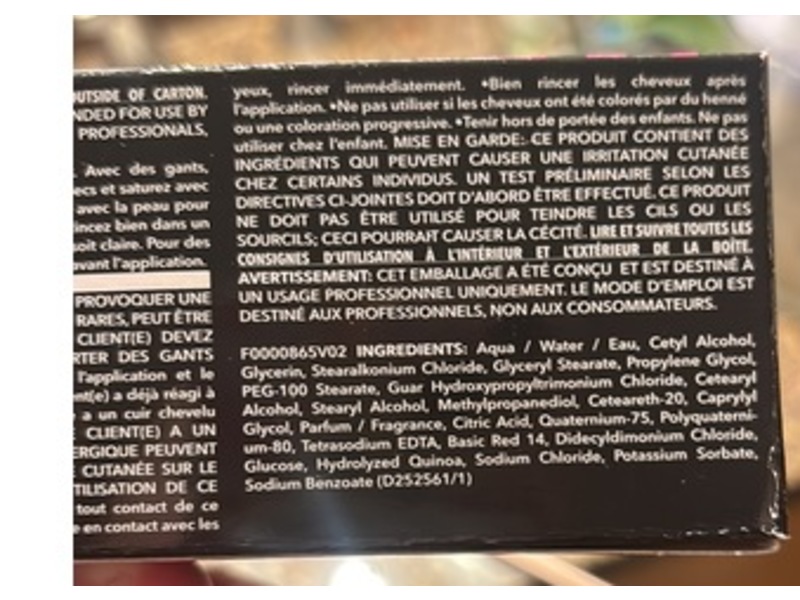 OUTSIDE OF CARTON.
NDED FOR USE BY
PROFESSIONALS,
. Avec des gants,
ecs et saturez avec
avec la peau pour
incez bien dans un
soit claire. Pour des
avant l'application.
PROVOQUER UNE
RARES, PEUT ÊTRE
CLIENT(E) DEVEZ
RTER DES GANTS
l'application et le
nt(e) a déjà réagi à
a un cuir chevelu
CLIENT(E) A UN
ERGIQUE PEUVENT
CUTANÉE SUR LE
TILISATION DE CE
tout contact de ce
e en contact avec les
yeux, rincer immédiatement. •Bien rincer les cheveux après
l'application. •Ne pas utiliser si les cheveux ont été colorés par du henné
ou une coloration progressive. •Tenir hors de portée des enfants. Ne pas
utiliser chez l'enfant. MISE EN GARDE: CE PRODUIT CONTIENT DES
INGRÉDIENTS QUI PEUVENT CAUSER UNE IRRITATION CUTANÉE
CHEZ CERTAINS INDIVIDUS. UN TEST PRÉLIMINAIRE SELON LES
DIRECTIVES CI-JOINTES DOIT D'ABORD ÊTRE EFFECTUÉ. CE PRODUIT
NE DOIT PAS ÊTRE UTILISÉ POUR TEINDRE LES CILS OU LES
SOURCILS; CECI POURRAIT CAUSER LA CÉCITÉ. LIRE ET SUIVRE TOUTES LES
CONSIGNES D'UTILISATION À L'INTÉRIEUR ET L'EXTÉRIEUR DE LA BOÎTE.
AVERTISSEMENT: CET EMBALLAGE A ÉTÉ CONÇU ET EST DESTINÉ À
UN USAGE PROFESSIONNEL UNIQUEMENT. LE MODE D'EMPLOI EST
DESTINÉ AUX PROFESSIONNELS, NON AUX CONSOMMATEURS.
F0000865V02 INGREDIENTS: Aqua / Water / Eau, Cetyl Alcohol,
Glycerin, Stearalkonium Chloride, Glyceryl Stearate, Propylene Glycol,
PEG-100 Stearate, Guar Hydroxypropyltrimonium Chloride, Cetearyl
Alcohol, Stearyl Alcohol, Methylpropanediol, Ceteareth-20, Caprylyl
Glycol, Parfum / Fragrance, Citric Acid, Quaternium-75, Polyquaterni-
um-80, Tetrasodium EDTA, Basic Red 14, Didecyldimonium Chloride,
Glucose, Hydrolyzed Quinoa, Sodium Chloride, Potassium Sorbate,
Sodium Benzoate (D252561/1)